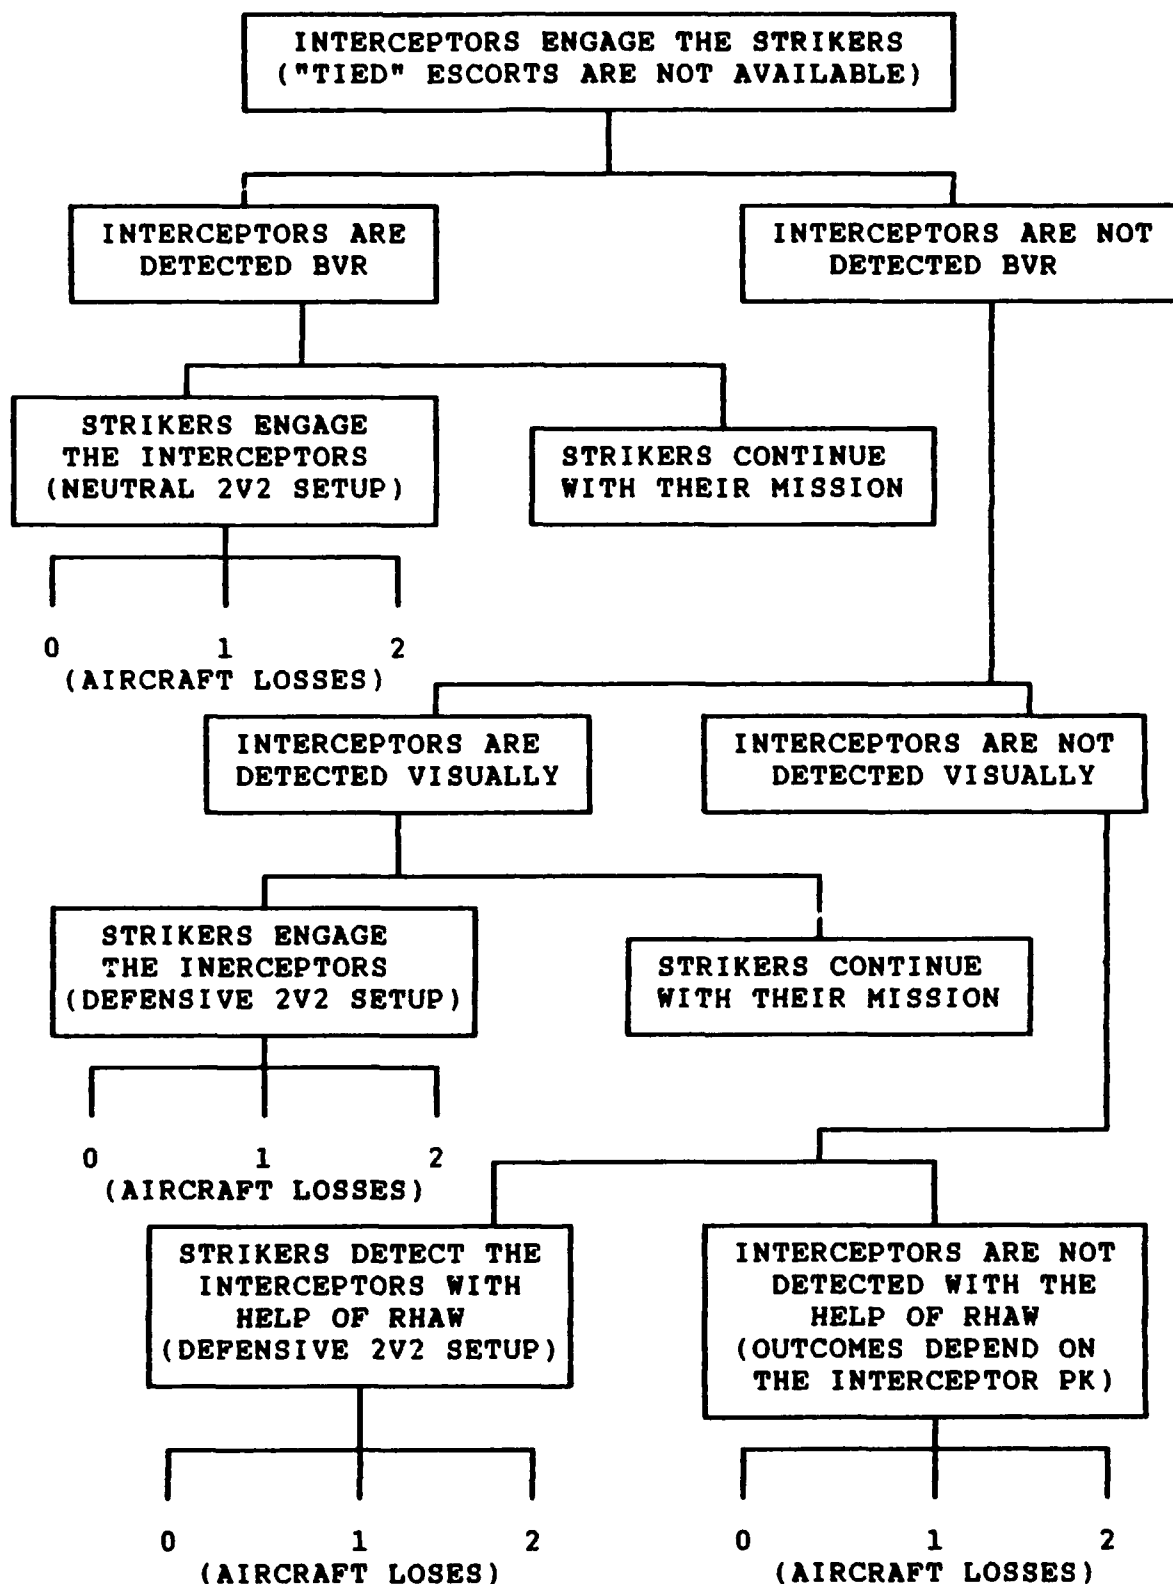 INTERCEPTORS ENGAGE THE STRIKERS
("TIED" ESCORTS ARE NOT AVAILABLE)
INTERCEPTORS ARE
DETECTED BVR
INTERCEPTORS ARE NOT
DETECTED BVR
STRIKERS ENGAGE
THE INTERCEPTORS
(NEUTRAL 2V2 SETUP)
STRIKERS CONTINUE
WITH THEIR MISSION
0 1 2
(AIRCRAFT LOSSES)
INTERCEPTORS ARE
DETECTED VISUALLY
INTERCEPTORS ARE NOT
DETECTED VISUALLY
STRIKERS ENGAGE
THE INERCEPTORS
(DEFENSIVE 2V2 SETUP)
STRIKERS CONTINUE
WITH THEIR MISSION
0 1 2
(AIRCRAFT LOSSES)
STRIKERS DETECT THE
INTERCEPTORS WITH
HELP OF RHAW
(DEFENSIVE 2V2 SETUP)
INTERCEPTORS ARE NOT
DETECTED WITH THE
HELP OF RHAW
(OUTCOMES DEPEND ON
THE INTERCEPTOR PK)
0 1 2
(AIRCRAFT LOSES)
0 1 2
(AIRCRAFT LOSSES)